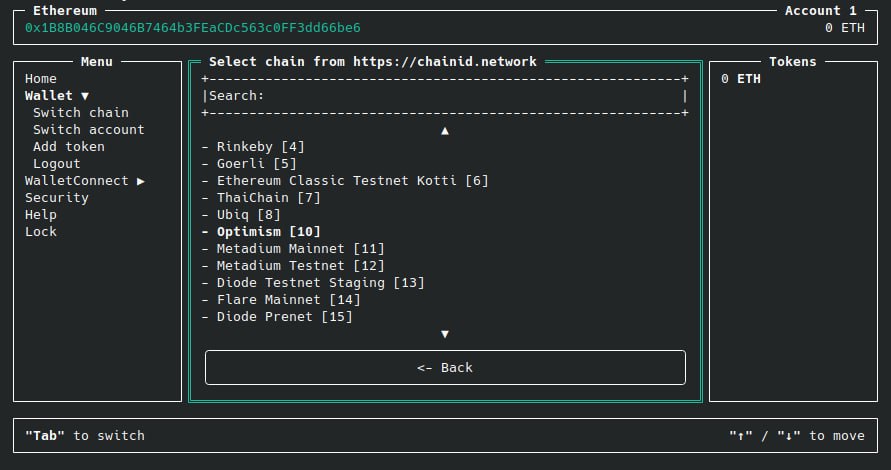 Ethereum Account 1
0x1B8B046C9046B7464b3FEaCDc563c0FF3dd66be6 0 ETH
Menu
Home
Wallet ▼
Switch chain
Switch account
Add token
Logout
WalletConnect ▶
Security
Help
Lock
Select chain from https://chainid.network
Search:
▲
- Rinkeby [4]
- Goerli [5]
- Ethereum Classic Testnet Kotti [6]
- ThaiChain [7]
- Ubiq [8]
- Optimism [10]
- Metadium Mainnet [11]
- Metadium Testnet [12]
- Diode Testnet Staging [13]
- Flare Mainnet [14]
- Diode Prenet [15]
▼
<- Back
Tokens
0 ETH
"Tab" to switch "↑" / "↓" to move